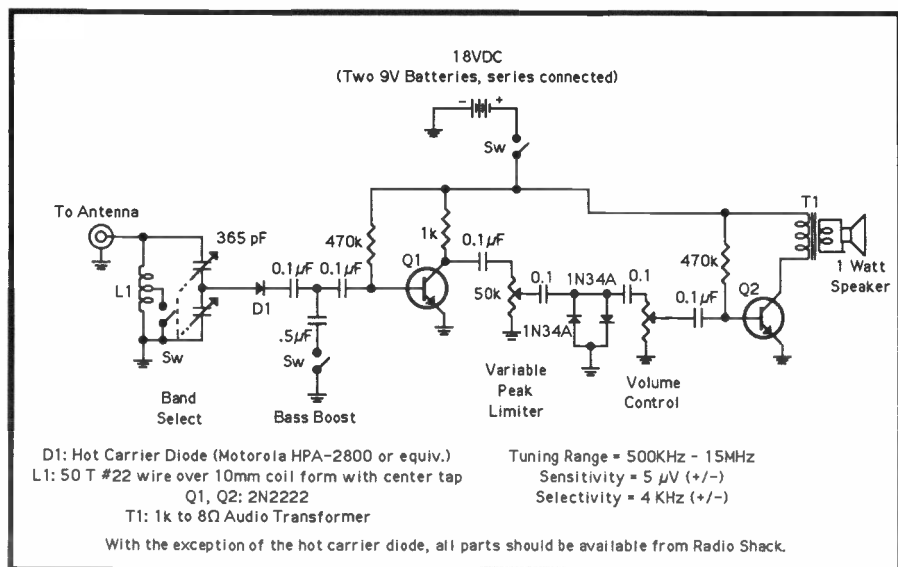 18VDC
(Two 9V Batteries, series connected)
- +
Sw
To Antenna
365 pF
470k
1k
0.1µF
T1
L1
0.1µF 0.1µF
Q1
50k
0.1
1N34A
0.1
470k
1 Watt
Speaker
D1
0.1µF
Q2
Sw
.5µF
1N34A
Sw
Band
Select
Bass Boost
Variable
Peak
Limiter
Volume
Control
D1: Hot Carrier Diode (Motorola HPA-2800 or equiv.)
L1: 50 T #22 wire over 10mm coil form with center tap
Q1, Q2: 2N2222
T1: 1k to 8Ω Audio Transformer
Tuning Range = 500KHz - 15MHz
Sensitivity = 5 µV (+/-)
Selectivity = 4 KHz (+/-)
With the exception of the hot carrier diode, all parts should be available from Radio Shack.